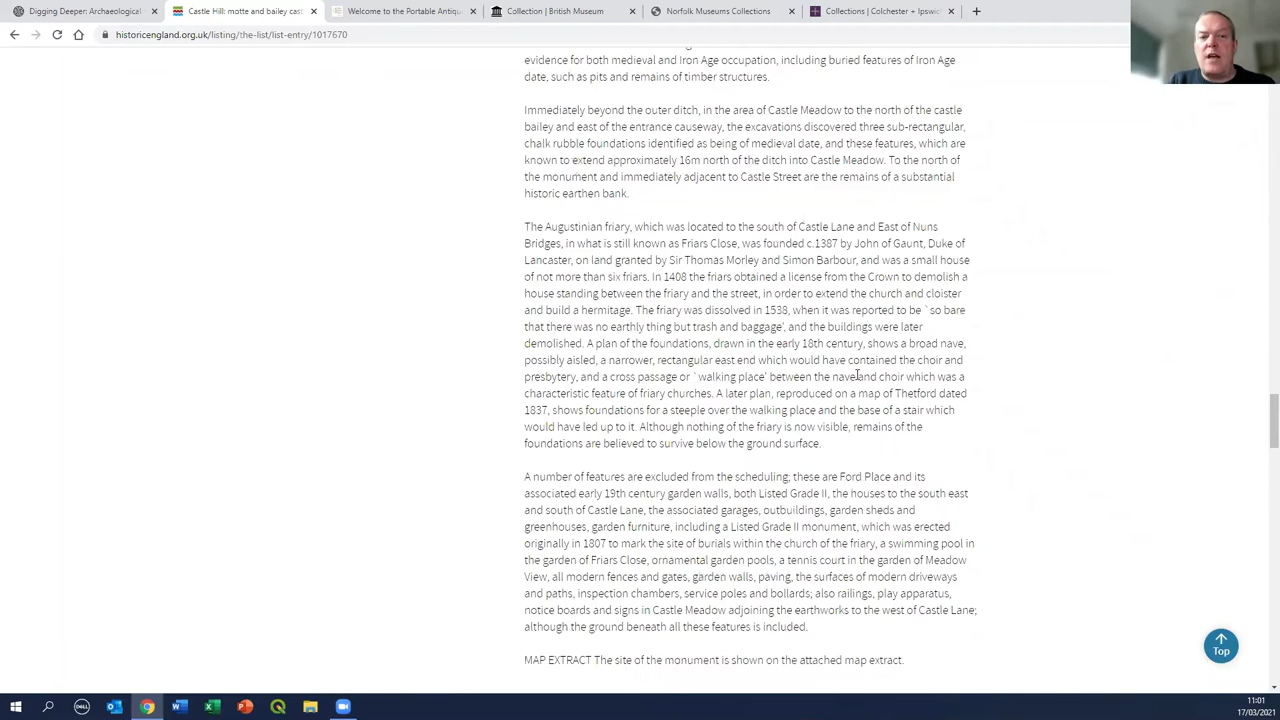 Digging Deeper: Archaeological
Castle Hill: motte and bailey cast
Welcome to the Portable Antiqu
Collection | British Museum
Norfolk Museums Collections
Collections | Colchester + Ipswich
historicengland.org.uk/listing/the-list/list-entry/1017670
evidence for both medieval and Iron Age occupation, including buried features of Iron Age
date, such as pits and remains of timber structures.
Immediately beyond the outer ditch, in the area of Castle Meadow to the north of the castle
bailey and east of the entrance causeway, the excavations discovered three sub-rectangular,
chalk rubble foundations identified as being of medieval date, and these features, which are
known to extend approximately 16m north of the ditch into Castle Meadow. To the north of
the monument and immediately adjacent to Castle Street are the remains of a substantial
historic earthen bank.
The Augustinian friary, which was located to the south of Castle Lane and East of Nuns
Bridges, in what is still known as Friars Close, was founded c.1387 by John of Gaunt, Duke of
Lancaster, on land granted by Sir Thomas Morley and Simon Barbour, and was a small house
of not more than six friars. In 1408 the friars obtained a license from the Crown to demolish a
house standing between the friary and the street, in order to extend the church and cloister
and build a hermitage. The friary was dissolved in 1538, when it was reported to be `so bare
that there was no earthly thing but trash and baggage', and the buildings were later
demolished. A plan of the foundations, drawn in the early 18th century, shows a broad nave,
possibly aisled, a narrower, rectangular east end which would have contained the choir and
presbytery, and a cross passage or `walking place' between the nave and choir which was a
characteristic feature of friary churches. A later plan, reproduced on a map of Thetford dated
1837, shows foundations for a steeple over the walking place and the base of a stair which
would have led up to it. Although nothing of the friary is now visible, remains of the
foundations are believed to survive below the ground surface.
A number of features are excluded from the scheduling; these are Ford Place and its
associated early 19th century garden walls, both Listed Grade II, the houses to the south east
and south of Castle Lane, the associated garages, outbuildings, garden sheds and
greenhouses, garden furniture, including a Listed Grade II monument, which was erected
originally in 1807 to mark the site of burials within the church of the friary, a swimming pool in
the garden of Friars Close, ornamental garden pools, a tennis court in the garden of Meadow
View, all modern fences and gates, garden walls, paving, the surfaces of modern driveways
and paths, inspection chambers, service poles and bollards; also railings, play apparatus,
notice boards and signs in Castle Meadow adjoining the earthworks to the west of Castle Lane;
although the ground beneath all these features is included.
MAP EXTRACT The site of the monument is shown on the attached map extract.
Top
11:01
17/03/2021